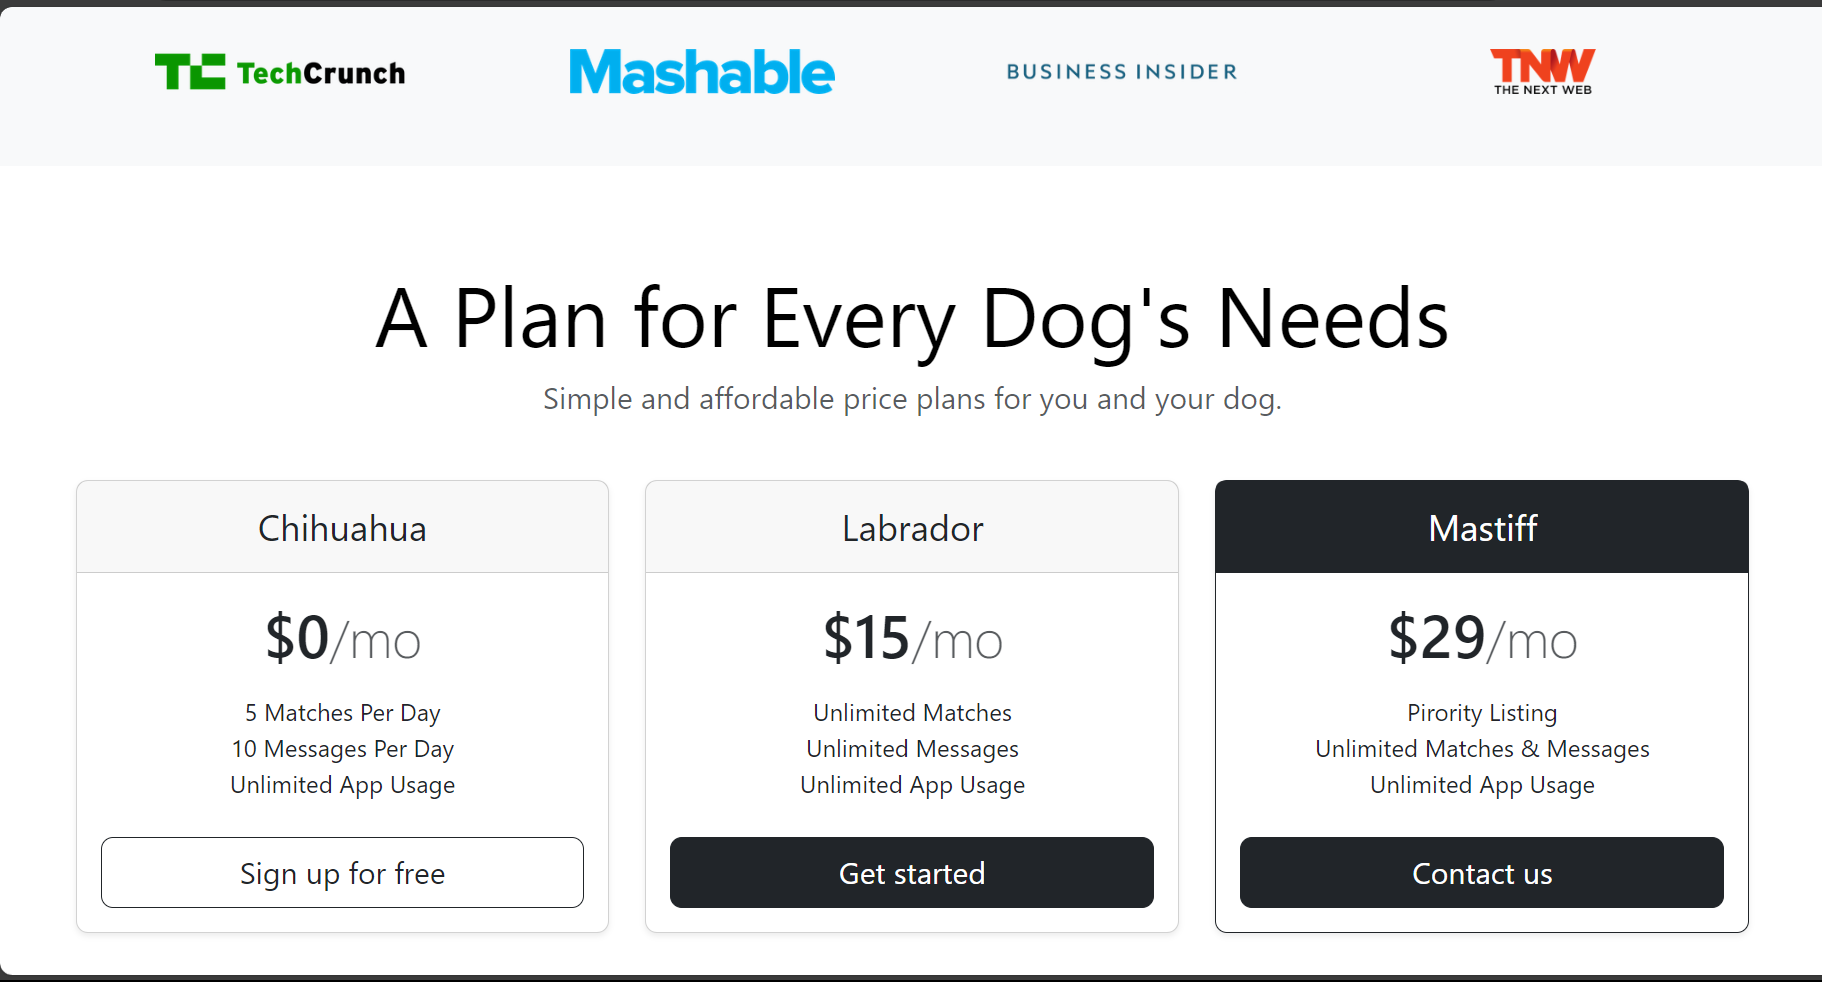 TC TechCrunch
Mashable
BUSINESS INSIDER
TNW
THE NEXT WEB
A Plan for Every Dog's Needs
Simple and affordable price plans for you and your dog.
Chihuahua
$0/mo
5 Matches Per Day
10 Messages Per Day
Unlimited App Usage
Sign up for free
Labrador
$15/mo
Unlimited Matches
Unlimited Messages
Unlimited App Usage
Get started
Mastiff
$29/mo
Pirority Listing
Unlimited Matches & Messages
Unlimited App Usage
Contact us